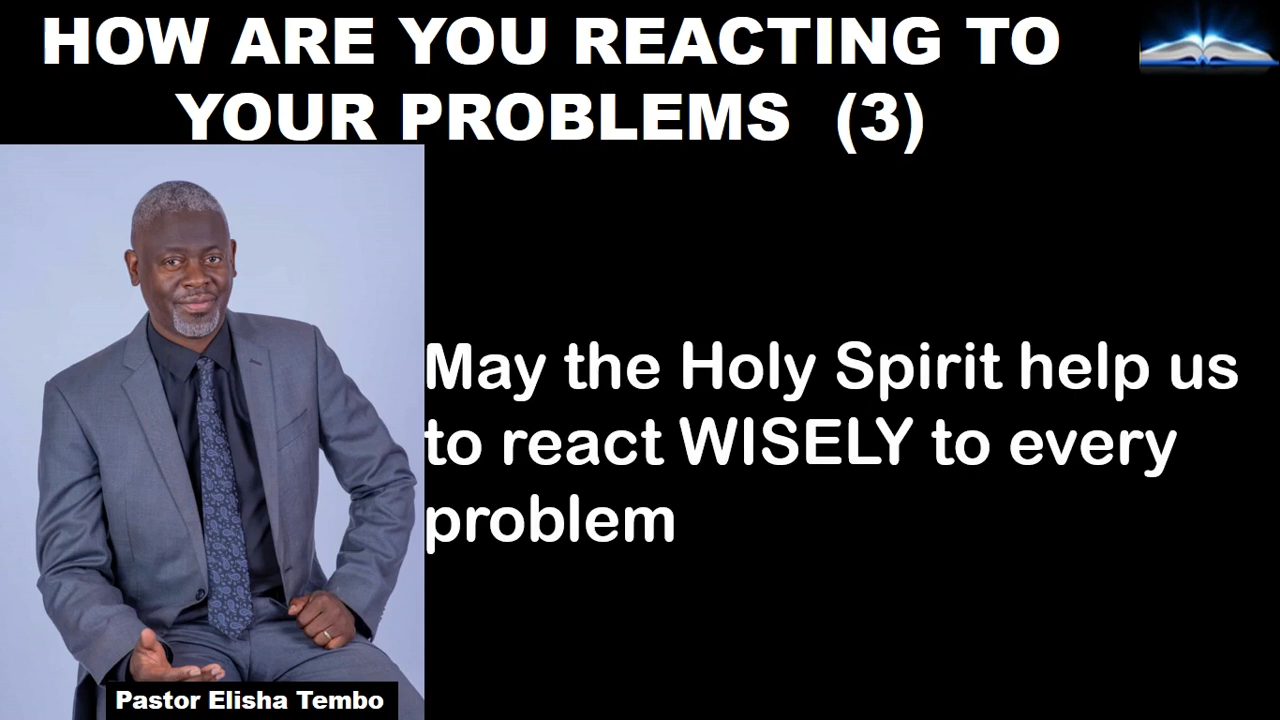 HOW ARE YOU REACTING TO
YOUR PROBLEMS (3)
May the Holy Spirit help us
to react WISELY to every
problem
Pastor Elisha Tembo